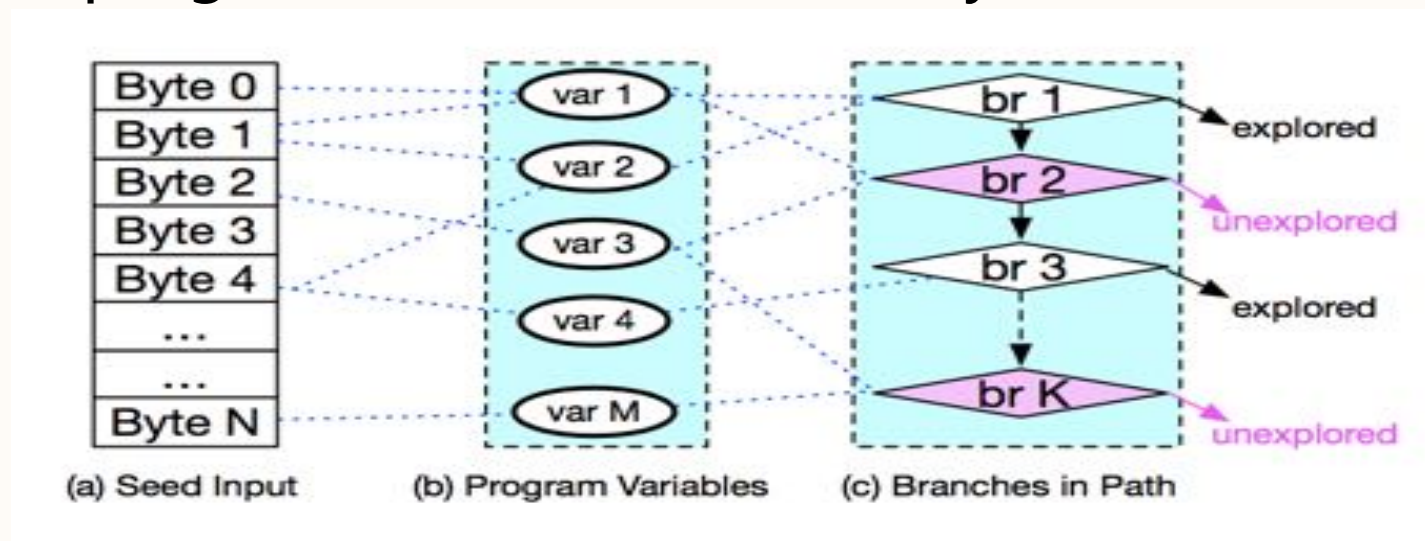 Byte 0
Byte 1
Byte 2
Byte 3
Byte 4
...
...
Byte N
(a) Seed Input
var 1
var 2
var 3
var 4
var M
(b) Program Variables
br 1
br 2
br 3
br K
(c) Branches in Path
explored
unexplored
explored
unexplored